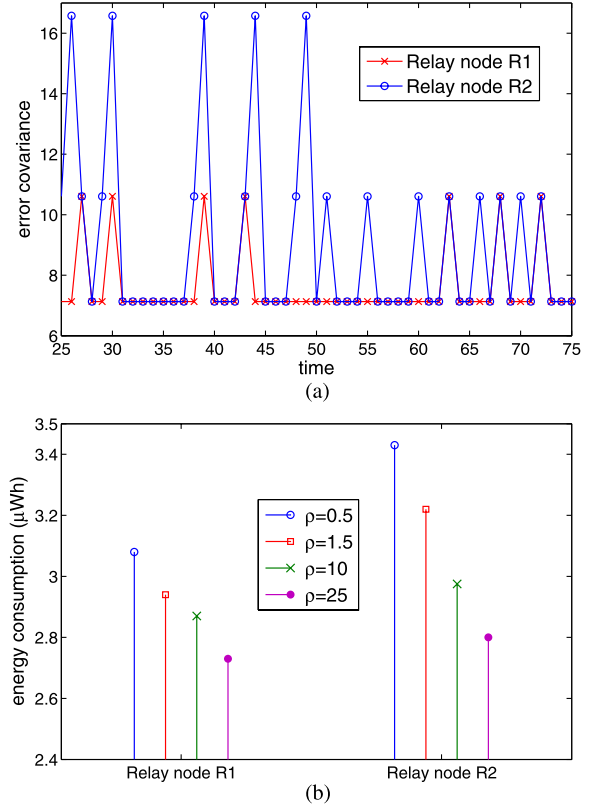 16
14
12
10
8
6
error covariance
Relay node R1
Relay node R2
25 30 35 40 45 50 55 60 65 70 75
time
(a)
3.5
3.4
3.2
3
2.8
2.6
2.4
energy consumption (μWh)
ρ=0.5
ρ=1.5
ρ=10
ρ=25
Relay node R1 Relay node R2
(b)